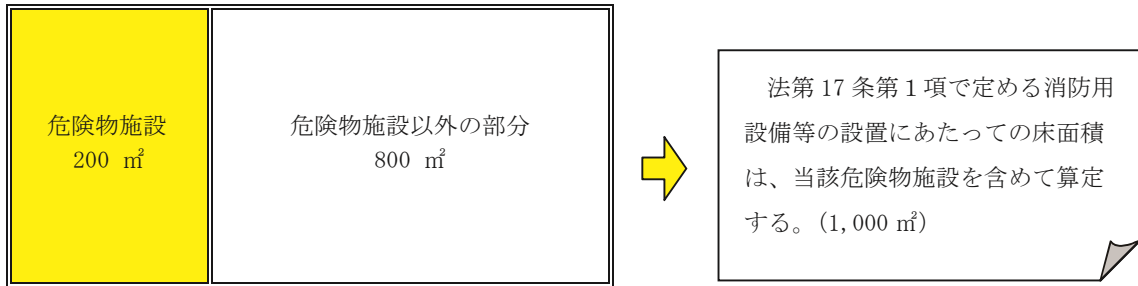 危険物施設
200 ㎡
危険物施設以外の部分
800 ㎡
法第 17 条第１項で定める消防用
設備等の設置にあたっての床面積
は、当該危険物施設を含めて算定
する。(1,000 ㎡)